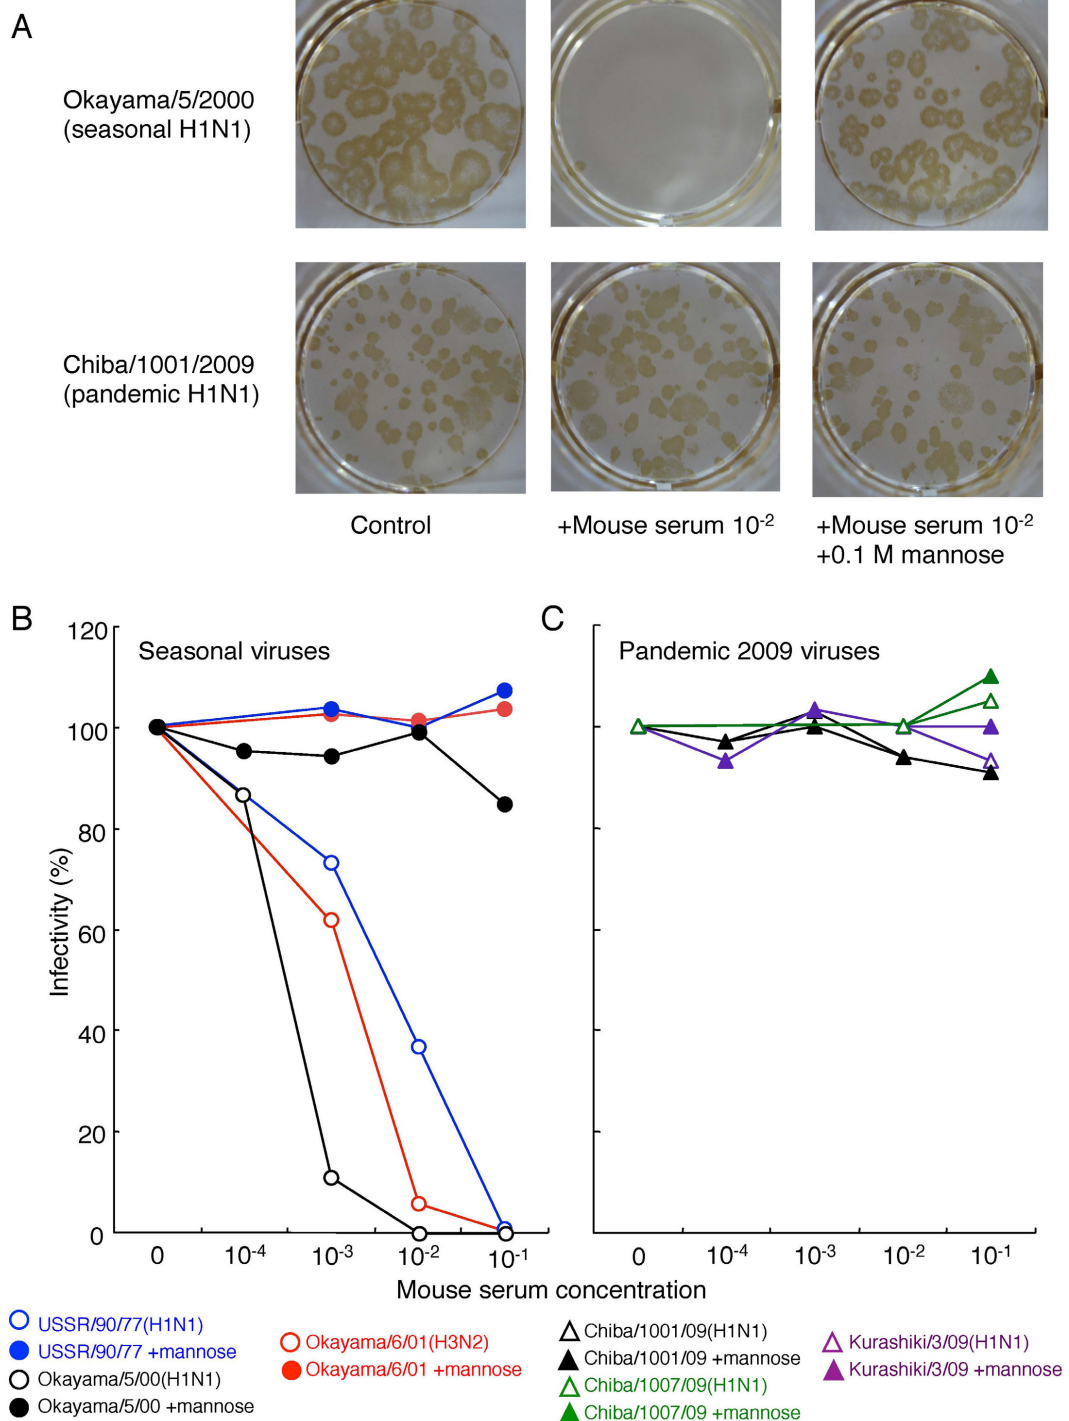 A
Okayama/5/2000
(seasonal H1N1)
Chiba/1001/2009
(pandemic H1N1)
Control
+Mouse serum 10-2
+Mouse serum 10-2
+0.1 M mannose
B
Seasonal viruses
120
100
80
60
40
20
0
Infectivity (%)
0 10-4 10-3 10-2 10-1
C
Pandemic 2009 viruses
0 10-4 10-3 10-2 10-1
Mouse serum concentration
USSR/90/77(H1N1)
USSR/90/77 +mannose
Okayama/5/00(H1N1)
Okayama/5/00 +mannose
Okayama/6/01(H3N2)
Okayama/6/01 +mannose
Chiba/1001/09(H1N1)
Chiba/1001/09 +mannose
Chiba/1007/09(H1N1)
Chiba/1007/09 +mannose
Kurashiki/3/09(H1N1)
Kurashiki/3/09 +mannose